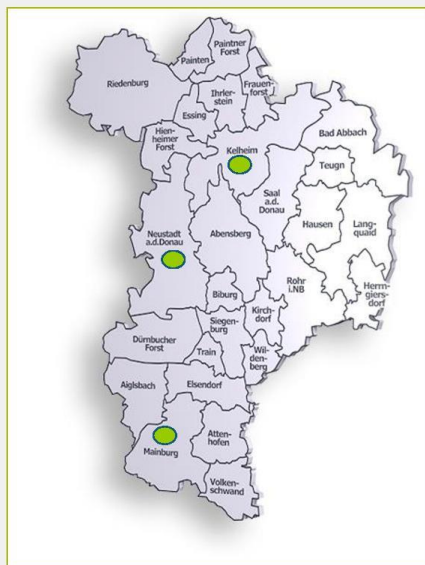 Paintner
Forst
Painten
Riedenburg
Ihrler-
stein
Frauen-
forst
Essing
Hien-
heimer
Forst
Kelheim
Bad Abbach
Teugn
Saal
a.d.
Donau
Hausen
Lang-
quaid
Neustadt
a.d.Donau
Abensberg
Rohr
i.NB
Herrn-
giers-
dorf
Biburg
Kirch-
dorf
Siegen-
burg
Dürnbucher
Forst
Train
Wil-
den-
berg
Aiglsbach
Elsendorf
Atten-
hofen
Mainburg
Volken-
schwand